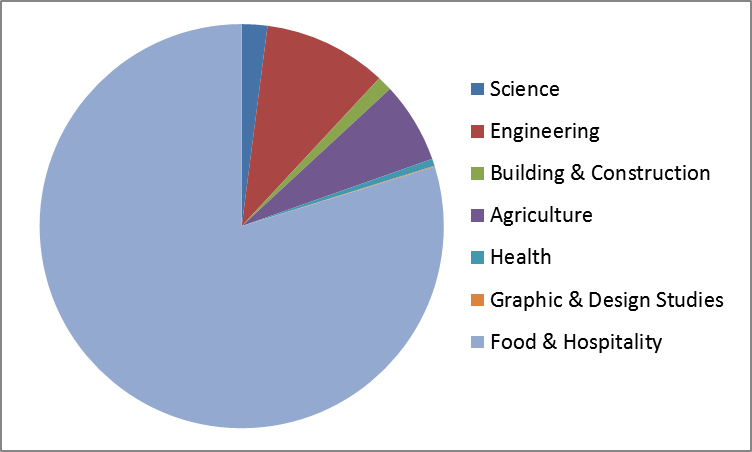 Science
Engineering
Building & Construction
Agriculture
Health
Graphic & Design Studies
Food & Hospitality